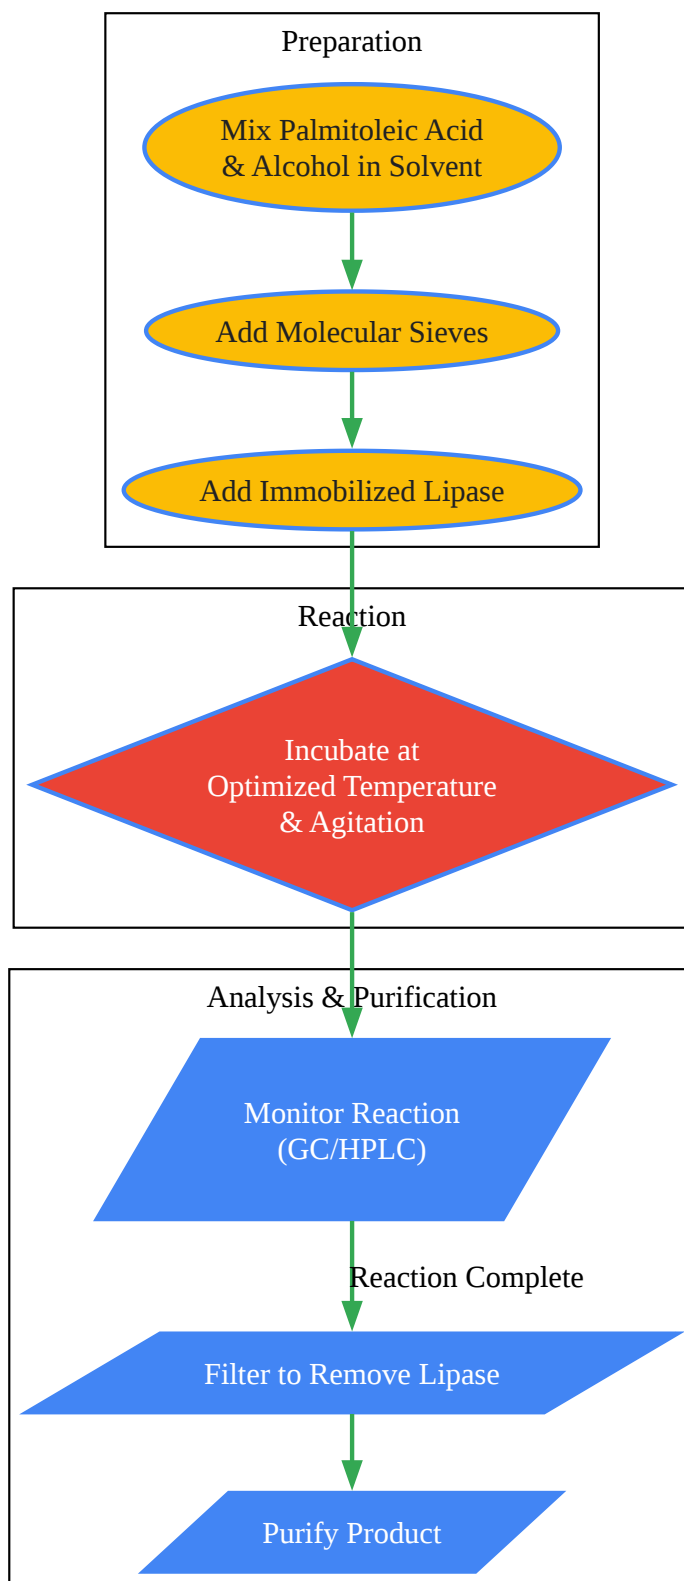 Preparation
Mix Palmitoleic Acid
& Alcohol in Solvent
Add Molecular Sieves
Add Immobilized Lipase
Reaction
Incubate at
Optimized Temperature
& Agitation
Analysis & Purification
Monitor Reaction
(GC/HPLC)
Reaction Complete
Filter to Remove Lipase
Purify Product